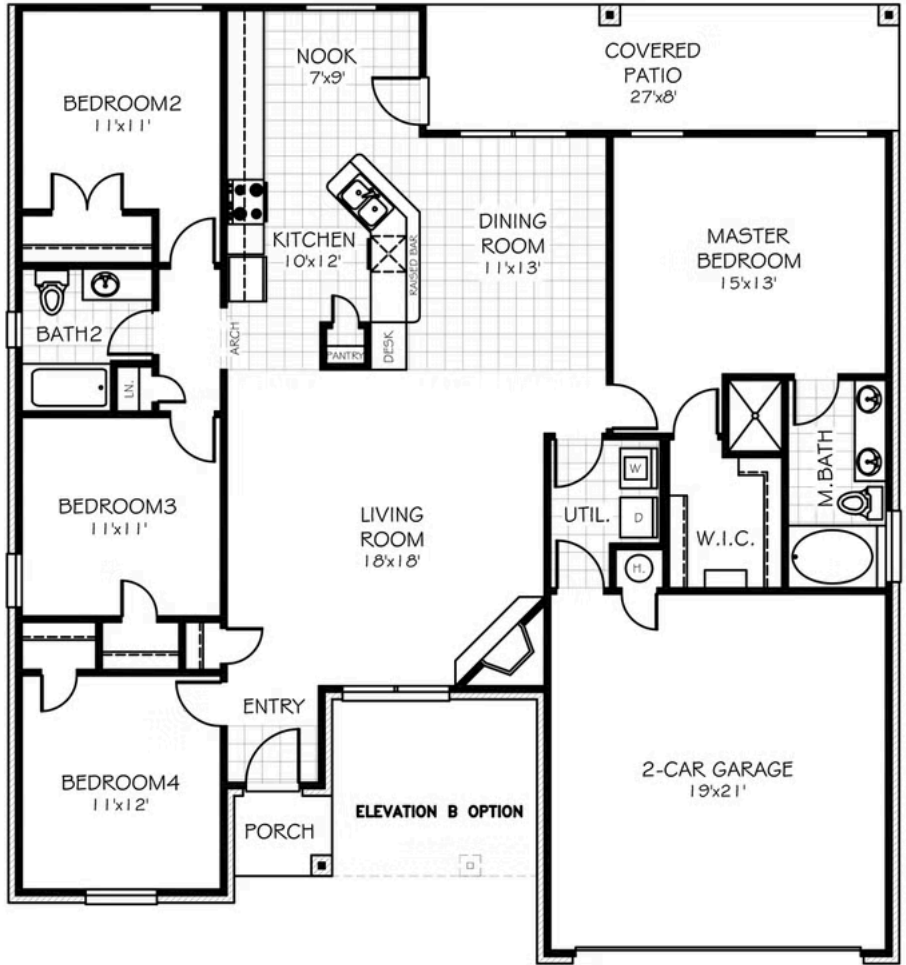 NOOK
7'x9'
COVERED
PATIO
27'x8'
BEDROOM2
11'x11'
KITCHEN
10'x12'
RAISED BAR
DINING
ROOM
11'x13'
MASTER
BEDROOM
15'x13'
BATH2
ARCH
PANTRY
DESK
LN.
BEDROOM3
11'x11'
LIVING
ROOM
18'x18'
UTIL.
W
D
H.
W.I.C.
M.BATH
ENTRY
BEDROOM4
11'x12'
PORCH
ELEVATION B OPTION
2-CAR GARAGE
19'x21'